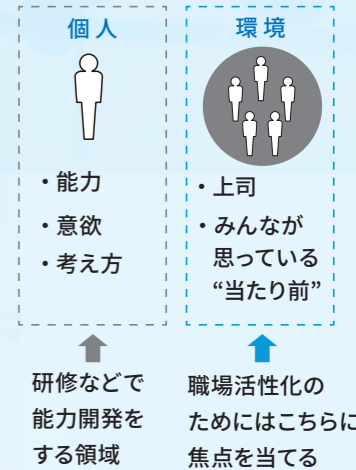 個人
・能力
・意欲
・考え方
研修などで
能力開発を
する領域
環境
・上司
・みんなが
思っている
“当たり前”
職場活性化の
ためにはこちらに
焦点を当てる